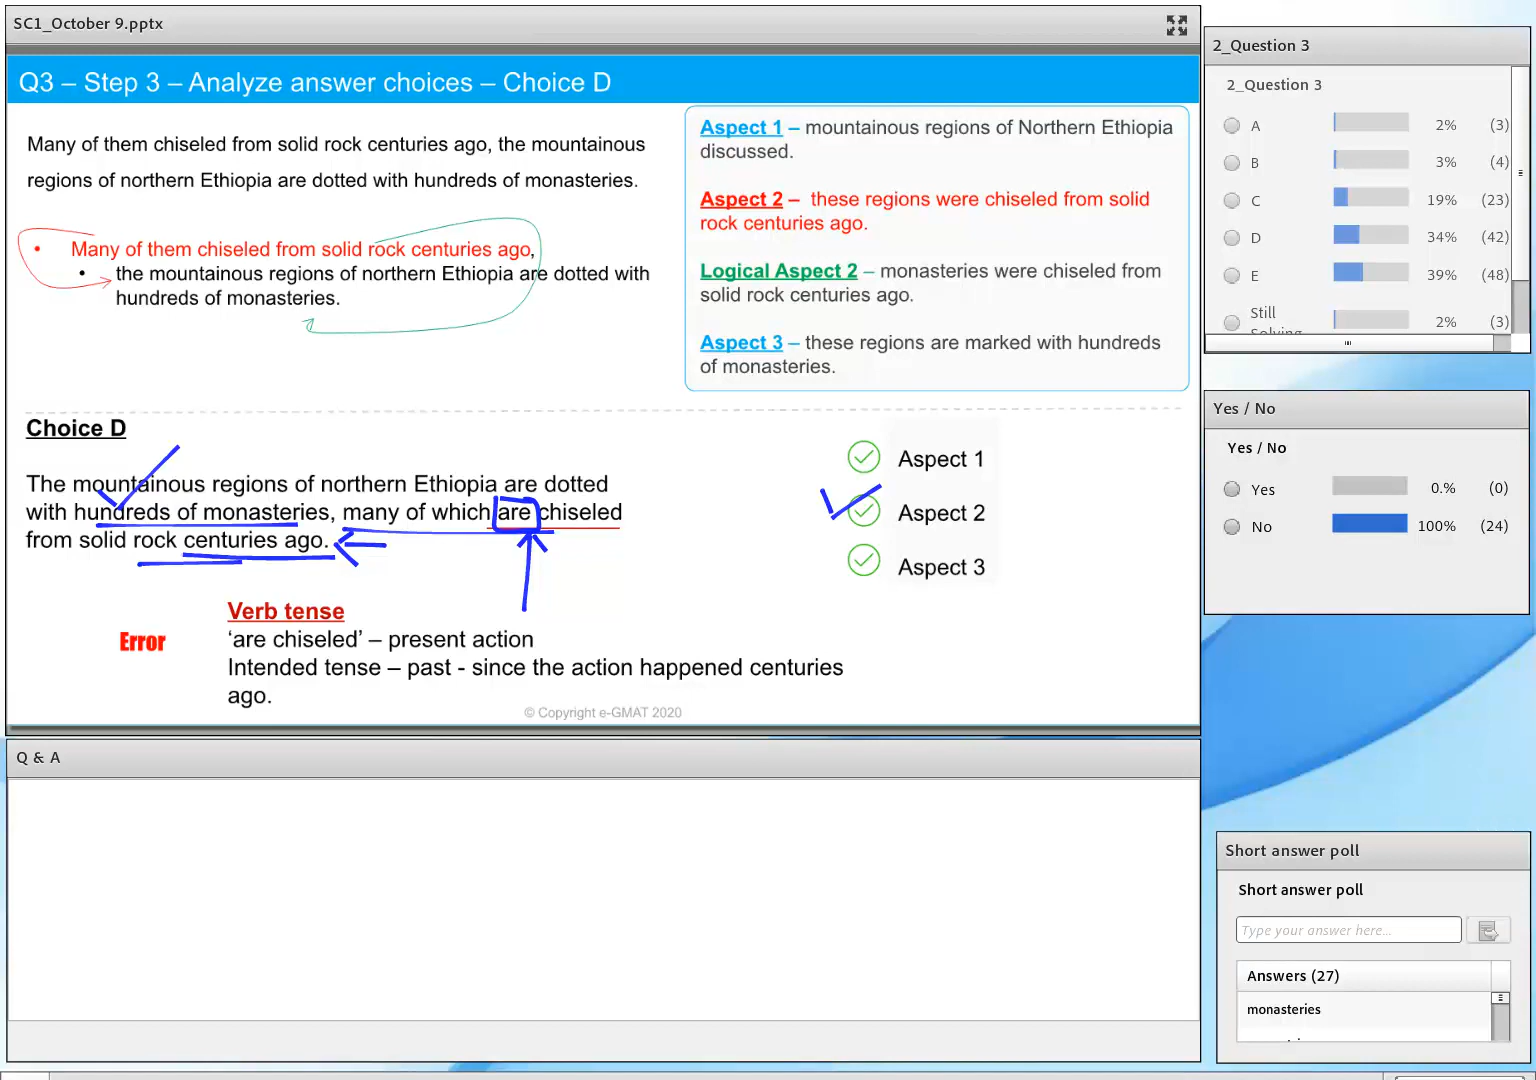 SC1_October 9.pptx
Q3 – Step 3 – Analyze answer choices – Choice D
Many of them chiseled from solid rock centuries ago, the mountainous
regions of northern Ethiopia are dotted with hundreds of monasteries.
• Many of them chiseled from solid rock centuries ago,
• the mountainous regions of northern Ethiopia are dotted with
hundreds of monasteries.
Aspect 1 – mountainous regions of Northern Ethiopia
discussed.
Aspect 2 – these regions were chiseled from solid
rock centuries ago.
Logical Aspect 2 – monasteries were chiseled from
solid rock centuries ago.
Aspect 3 – these regions are marked with hundreds
of monasteries.
Choice D
The mountainous regions of northern Ethiopia are dotted
with hundreds of monasteries, many of which are chiseled
from solid rock centuries ago.
Aspect 1
Aspect 2
Aspect 3
Error
Verb tense
‘are chiseled’ – present action
Intended tense – past - since the action happened centuries
ago.
© Copyright e-GMAT 2020
Q & A
2_Question 3
2_Question 3
A 2% (3)
B 3% (4)
C 19% (23)
D 34% (42)
E 39% (48)
Still
Solving 2% (3)
Yes / No
Yes / No
Yes 0.% (0)
No 100% (24)
Short answer poll
Short answer poll
Type your answer here...
Answers (27)
monasteries